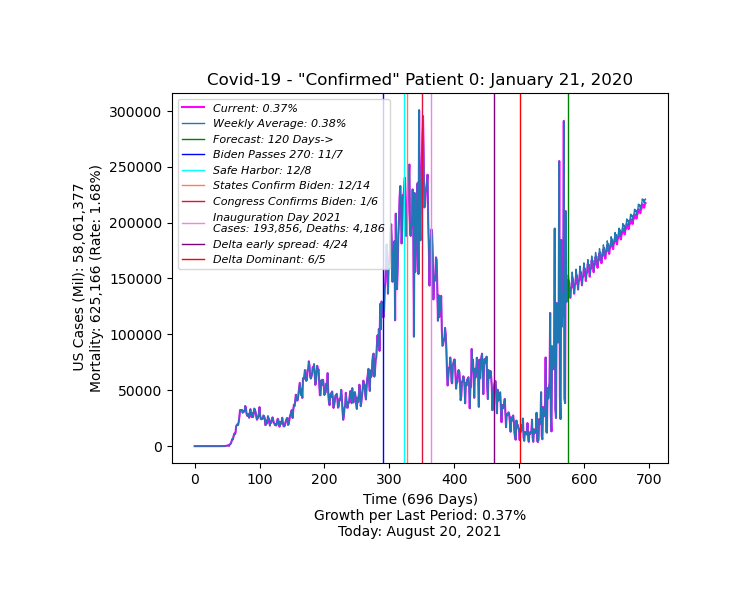 Covid-19 - "Confirmed" Patient 0: January 21, 2020
300000
250000
200000
150000
100000
50000
0
US Cases (Mil): 58,061,377
Mortality: 625,166 (Rate: 1.68%)
Current: 0.37%
Weekly Average: 0.38%
Forecast: 120 Days->
Biden Passes 270: 11/7
Safe Harbor: 12/8
States Confirm Biden: 12/14
Congress Confirms Biden: 1/6
Inauguration Day 2021
Cases: 193,856, Deaths: 4,186
Delta early spread: 4/24
Delta Dominant: 6/5
0 100 200 300 400 500 600 700
Time (696 Days)
Growth per Last Period: 0.37%
Today: August 20, 2021